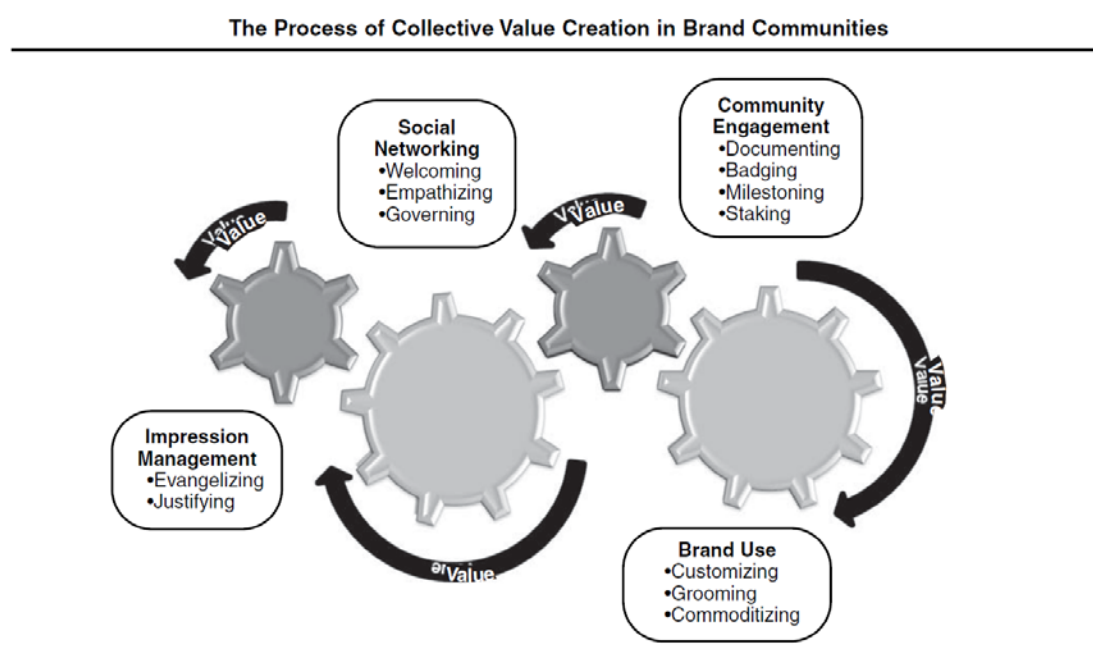 The Process of Collective Value Creation in Brand Communities
Social
Networking
•Welcoming
•Empathizing
•Governing
Community
Engagement
•Documenting
•Badging
•Milestoning
•Staking
Value
Value
Value
Value
Impression
Management
•Evangelizing
•Justifying
Value
Brand Use
•Customizing
•Grooming
•Commoditizing